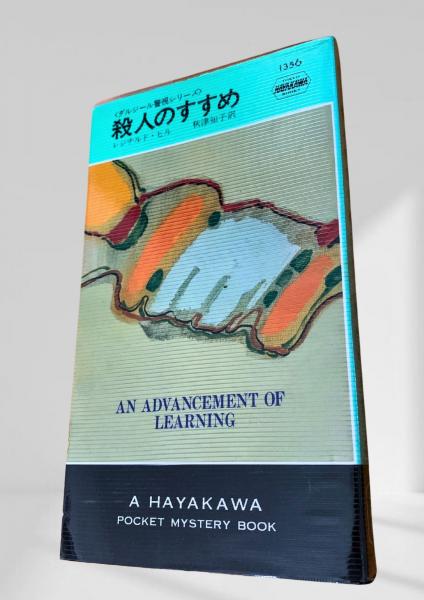 〈ダルジール警視シリーズ〉
殺人のすすめ
レジナルド・ヒル　秋津知子訳
1356
HAYAKAWA
AN ADVANCEMENT OF
LEARNING
A HAYAKAWA
POCKET MYSTERY BOOK